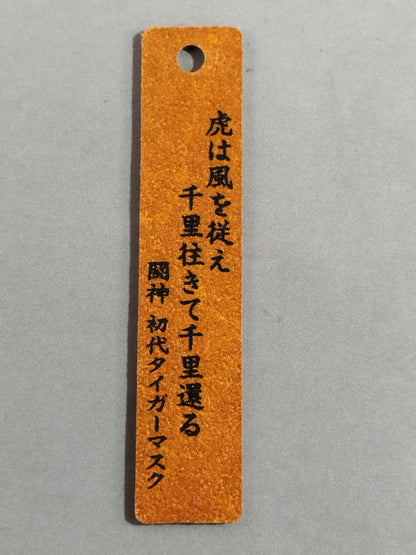 虎は風を従え
千里往きて千里還る
闘神 初代タイガーマスク